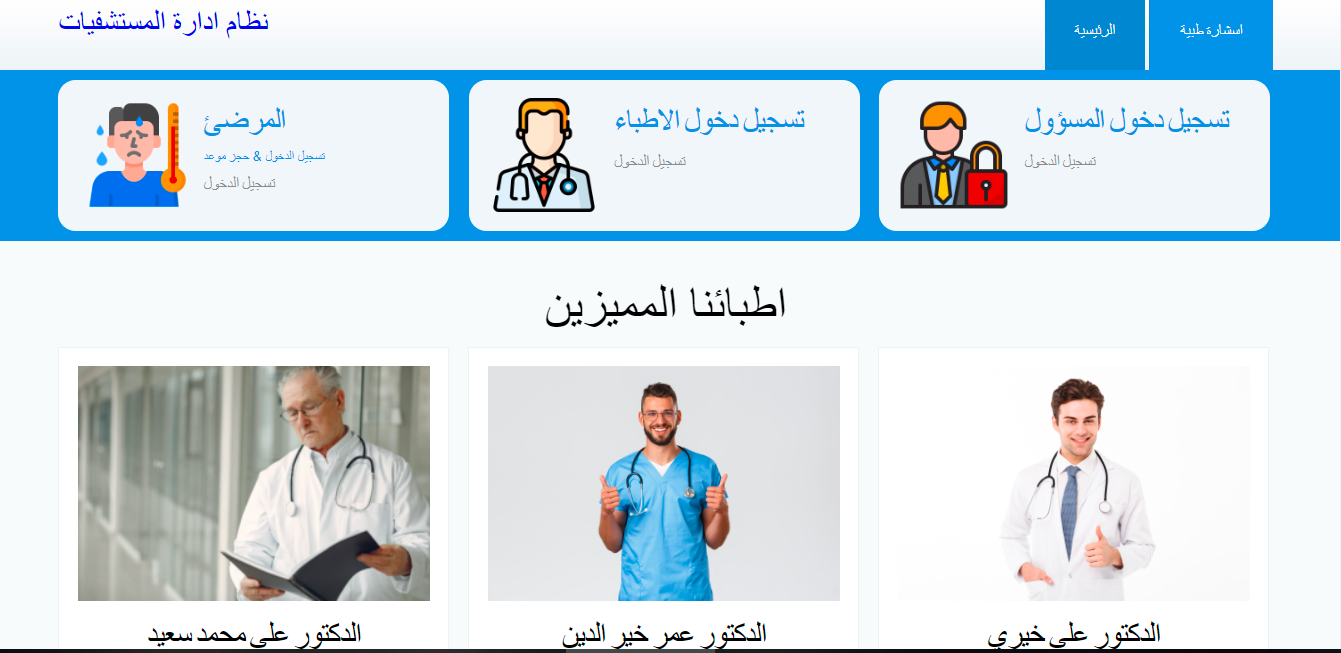 نظام ادارة المستشفيات
الرئيسية
اسشارة طبية
المرضئ
تسجيل الدخول & حجز موعد
تسجيل الدخول
تسجيل دخول الاطباء
تسجيل الدخول
تسجيل دخول المسؤول
تسجيل الدخول
اطبائنا المميزين
الدكتور علي محمد سعيد
الدكتور عمر خير الدين
الدكتور علي خيري